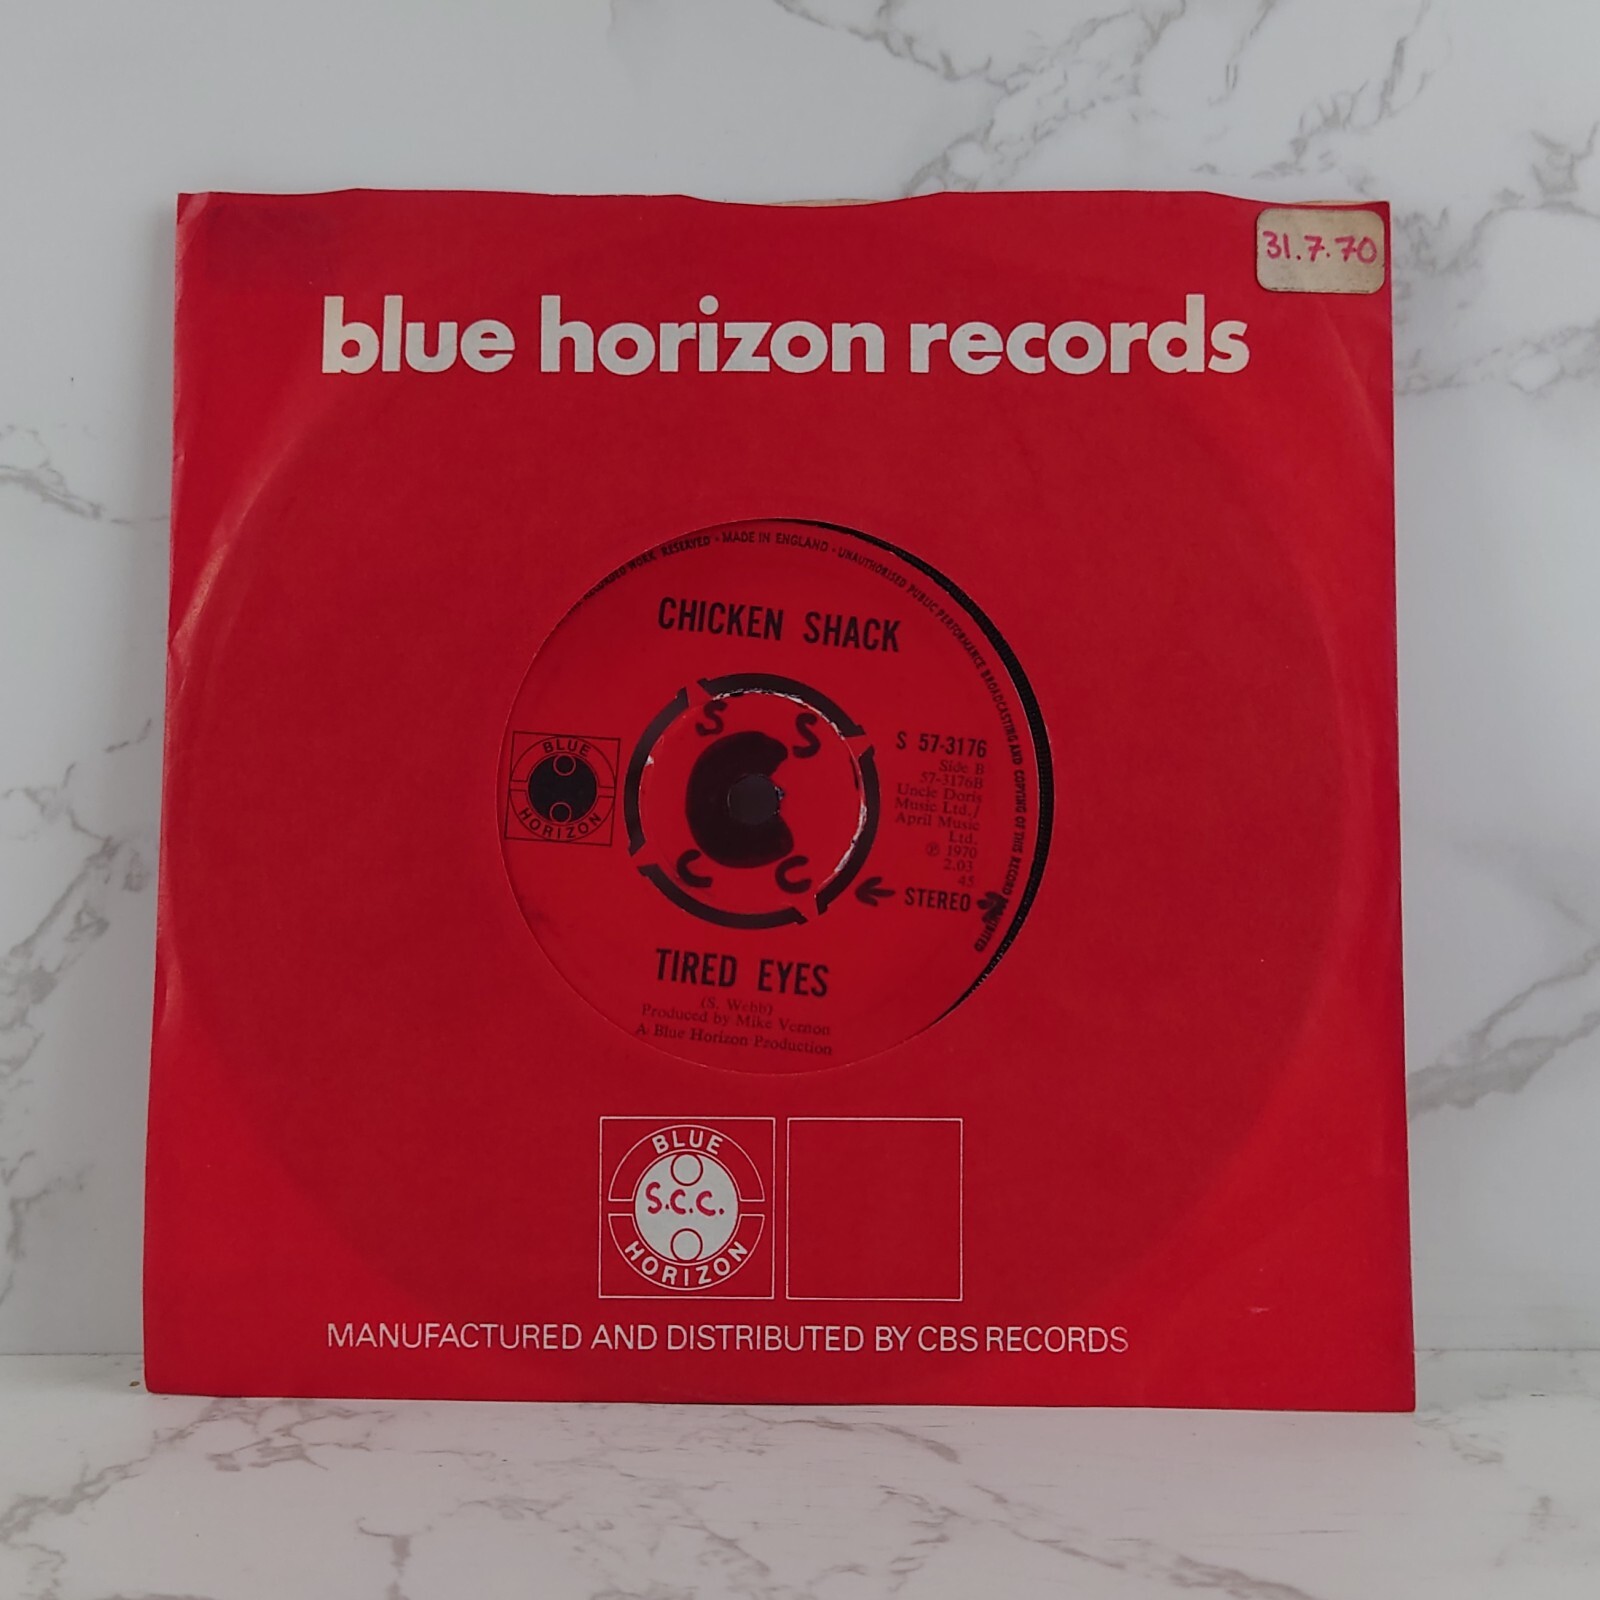 31.7.70
blue horizon records
RECORDED WORK RESERVED · MADE IN ENGLAND · UNAUTHORISED PUBLIC PERFORMANCE BROADCASTING AND COPYING OF THIS RECORD PROHIBITED
CHICKEN SHACK
S S
C C
BLUE
HORIZON
S 57-3176
Side B
57-3176B
Uncle Doris
Music Ltd./
April Music
Ltd.
℗ 1970
2.03
45
STEREO
TIRED EYES
(S. Webb)
Produced by Mike Vernon
A Blue Horizon Production
BLUE
S.C.C.
HORIZON
MANUFACTURED AND DISTRIBUTED BY CBS RECORDS